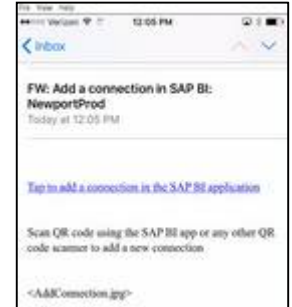 Verizon
12:05 PM
Inbox
FW: Add a connection in SAP BI:
NewportProd
Today at 12:05 PM
Tap to add a connection in the SAP BI application
Scan QR code using the SAP BI app or any other QR
code scanner to add a new connection
<AddConnection.jpg>